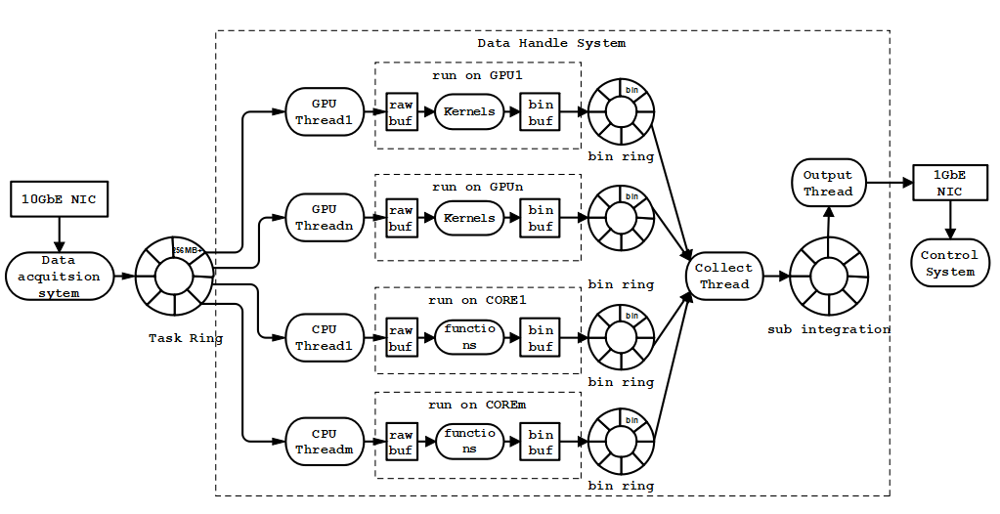 Data Handle System
run on GPU1
GPU
Thread1
raw
buf
Kernels
bin
buf
bin
bin ring
run on GPUn
GPU
Threadn
raw
buf
Kernels
bin
buf
bin
bin ring
10GbE NIC
Data
acquitsion
sytem
256MB+
Task Ring
run on CORE1
CPU
Thread1
raw
buf
functio
ns
bin
buf
bin
bin ring
run on COREm
CPU
Threadm
raw
buf
functio
ns
bin
buf
bin
bin ring
Collect
Thread
Output
Thread
sub integration
1GbE
NIC
Control
System